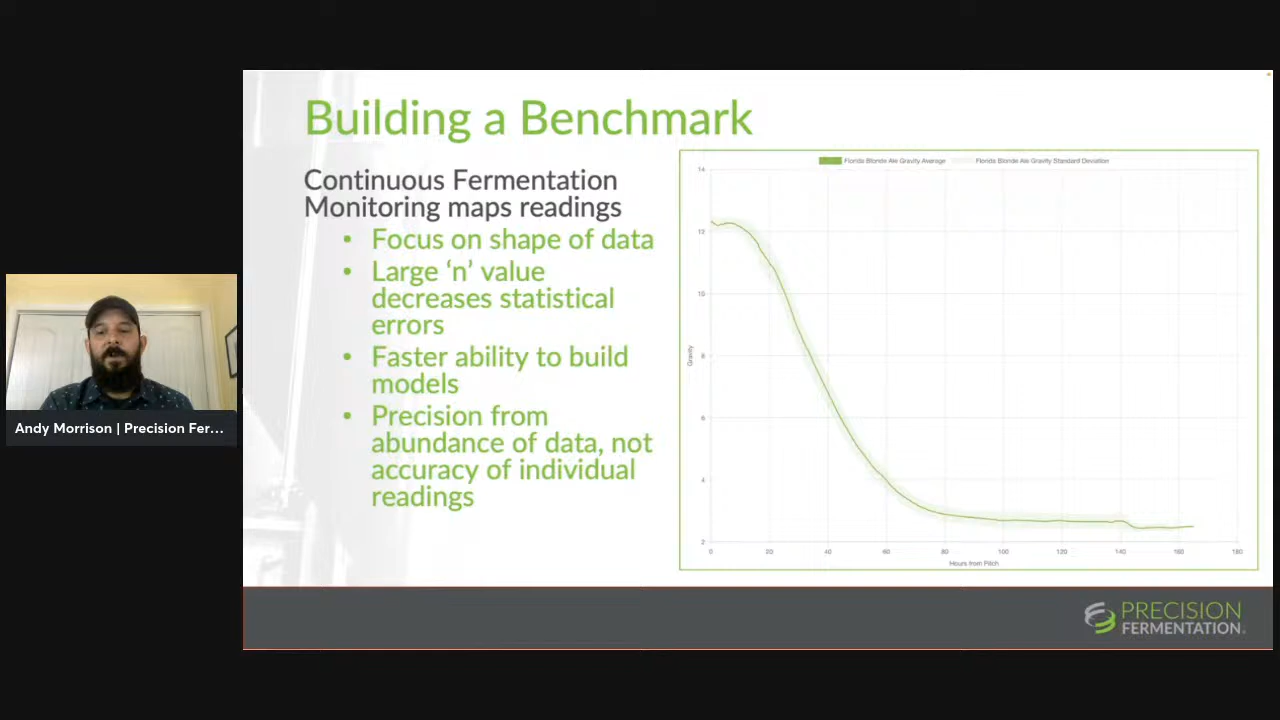 Building a Benchmark
Continuous Fermentation
Monitoring maps readings
• Focus on shape of data
• Large ‘n’ value
decreases statistical
errors
• Faster ability to build
models
• Precision from
abundance of data, not
accuracy of individual
readings
Florida Blonde Ale Gravity Average
Florida Blonde Ale Gravity Standard Deviation
14
12
10
8
6
4
2
Gravity
0 20 40 60 80 100 120 140 160 180
Hours from Pitch
Andy Morrison | Precision Fer...
PRECISION
FERMENTATION